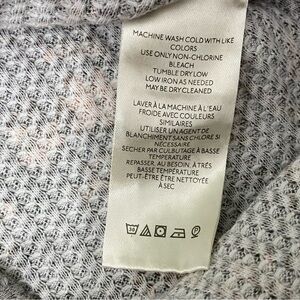 MACHINE WASH COLD WITH LIKE
COLORS
USE ONLY NON-CHLORINE
BLEACH
TUMBLE DRY LOW
LOW IRON AS NEEDED
MAY BE DRY CLEANED
LAVER À LA MACHINE À L'EAU
FROIDE AVEC COULEURS
SIMILAIRES
UTILISER UN AGENT DE
BLANCHIMENT SANS CHLORE SI
NÉCESSAIRE
SECHER PAR CULBUTAGE À BASSE
TEMPÉRATURE
REPASSER, AU BESOIN, À TRÈS
BASSE TEMPÉRATURE
PEUT-ÊTRE ÊTRE NETTOYÉE
À SEC
30
P